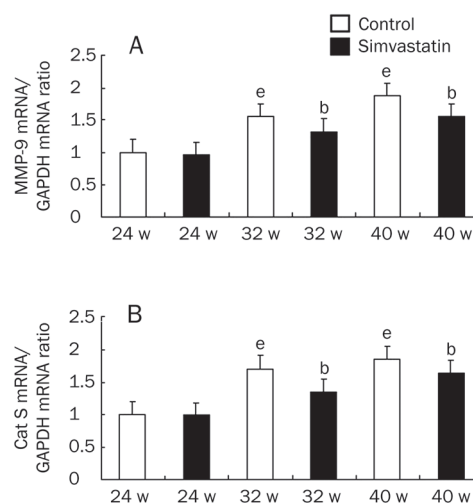 Control
Simvastatin
A
MMP-9 mRNA/
GAPDH mRNA ratio
2.5
2
1.5
1
0.5
0
e
b
e
b
24 w 24 w 32 w 32 w 40 w 40 w
B
Cat S mRNA/
GAPDH mRNA ratio
2.5
2
1.5
1
0.5
0
e
b
e
b
24 w 24 w 32 w 32 w 40 w 40 w